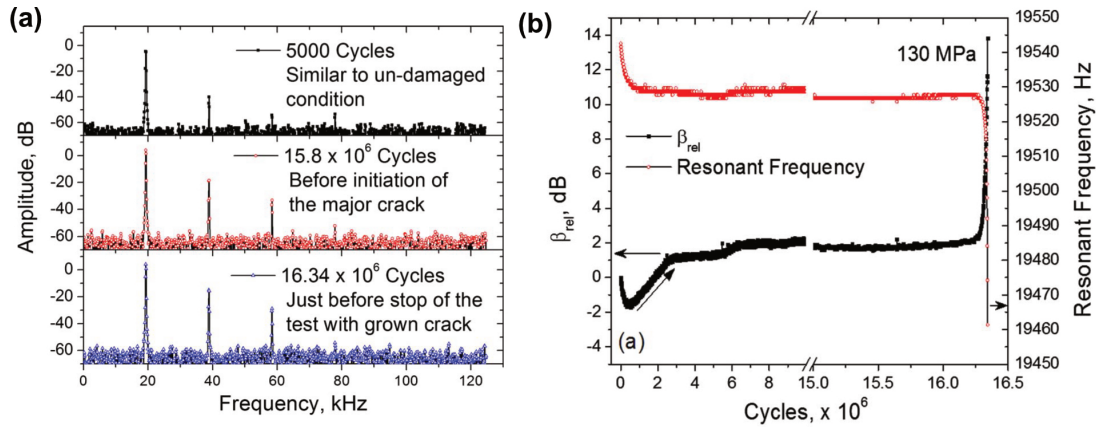 (a)
0
-20
-40
-60
0
-20
-40
-60
0
-20
-40
-60
Amplitude, dB
5000 Cycles
Similar to un-damaged
condition
15.8 x 10⁶ Cycles
Before initiation of
the major crack
16.34 x 10⁶ Cycles
Just before stop of the
test with grown crack
0 20 40 60 80 100 120
Frequency, kHz
(b)
14
12
10
8
6
4
2
0
-2
-4
βrel, dB
130 MPa
βrel
Resonant Frequency
(a)
19550
19540
19530
19520
19510
19500
19490
19480
19470
19460
19450
Resonant Frequency, Hz
0 2 4 6 8 15.0 15.5 16.0 16.5
Cycles, x 10⁶